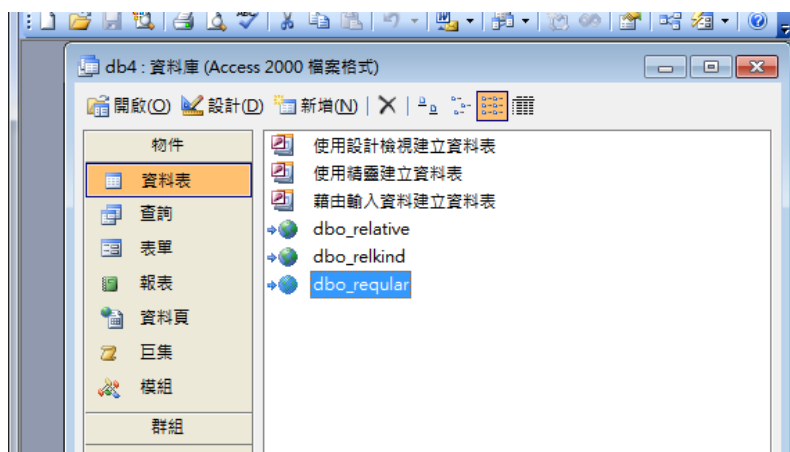 db4 : 資料庫 (Access 2000 檔案格式)
開啟(O) 設計(D) 新增(N)
物件
資料表
查詢
表單
報表
資料頁
巨集
模組
群組
使用設計檢視建立資料表
使用精靈建立資料表
藉由輸入資料建立資料表
dbo_relative
dbo_relkind
dbo_reqular